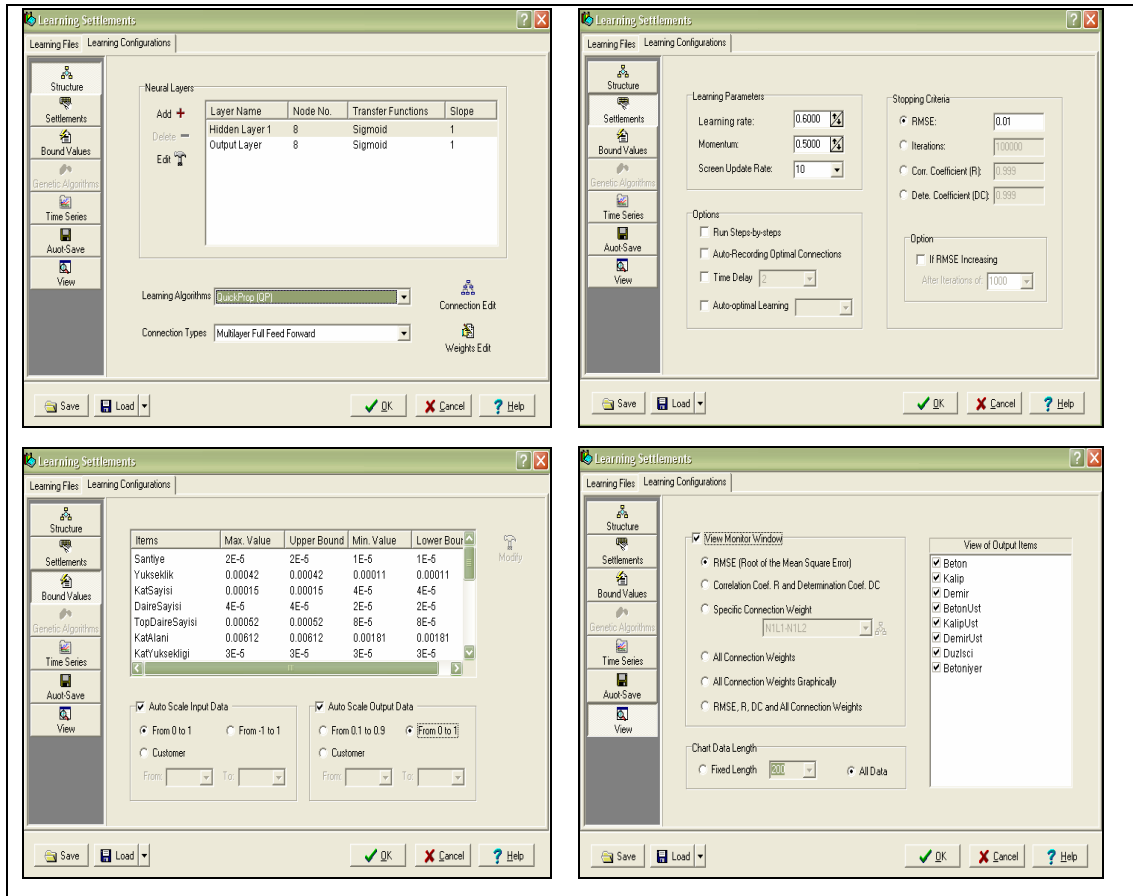 Learning Settlements
Learning Files Learning Configurations
Structure
Settlements
Bound Values
Genetic Algorithms
Time Series
Auot-Save
View
Neural Layers
Add
Delete
Edit
Layer Name Node No. Transfer Functions Slope
Hidden Layer 1 8 Sigmoid 1
Output Layer 8 Sigmoid 1
Learning Algorithms QuickProp (QP)
Connection Edit
Connection Types Multilayer Full Feed Forward
Weights Edit
Save Load OK Cancel ? Help
Learning Settlements
Learning Files Learning Configurations
Structure
Settlements
Bound Values
Genetic Algorithms
Time Series
Auot-Save
View
Learning Parameters
Learning rate: 0.6000
Momentum: 0.5000
Screen Update Rate: 10
Options
Run Steps-by-steps
Auto-Recording Optimal Connections
Time Delay 2
Auto-optimal Learning
Stopping Criteria
RMSE: 0.01
Iterations: 100000
Corr. Coefficient (R): 0.999
Dete. Coefficient (DC): 0.999
Option
If RMSE Increasing
After Iterations of: 1000
Save Load OK Cancel ? Help
Learning Settlements
Learning Files Learning Configurations
Structure
Settlements
Bound Values
Genetic Algorithms
Time Series
Auot-Save
View
Items Max. Value Upper Bound Min. Value Lower Bour
Santiye 2E-5 2E-5 1E-5 1E-5
Yukseklik 0.00042 0.00042 0.00011 0.00011
KatSayisi 0.00015 0.00015 4E-5 4E-5
DaireSayisi 4E-5 4E-5 2E-5 2E-5
TopDaireSayisi 0.00052 0.00052 8E-5 8E-5
KatAlani 0.00612 0.00612 0.00181 0.00181
KatYuksekligi 3E-5 3E-5 3E-5 3E-5
Modify
Auto Scale Input Data
From 0 to 1 From -1 to 1
Customer
From: To:
Auto Scale Output Data
From 0.1 to 0.9 From 0 to 1
Customer
From: To:
Save Load OK Cancel ? Help
Learning Settlements
Learning Files Learning Configurations
Structure
Settlements
Bound Values
Genetic Algorithms
Time Series
Auot-Save
View
View Monitor Window
RMSE (Root of the Mean Square Error)
Correlation Coef. R and Determination Coef. DC
Specific Connection Weight
N1L1-N1L2
All Connection Weights
All Connection Weights Graphically
RMSE, R, DC and All Connection Weights
Chart Data Length
Fixed Length 200 All Data
View of Output Items
Beton
Kalip
Demir
BetonUst
KalipUst
DemirUst
DuzIsci
Betoniyer
Save Load OK Cancel ? Help